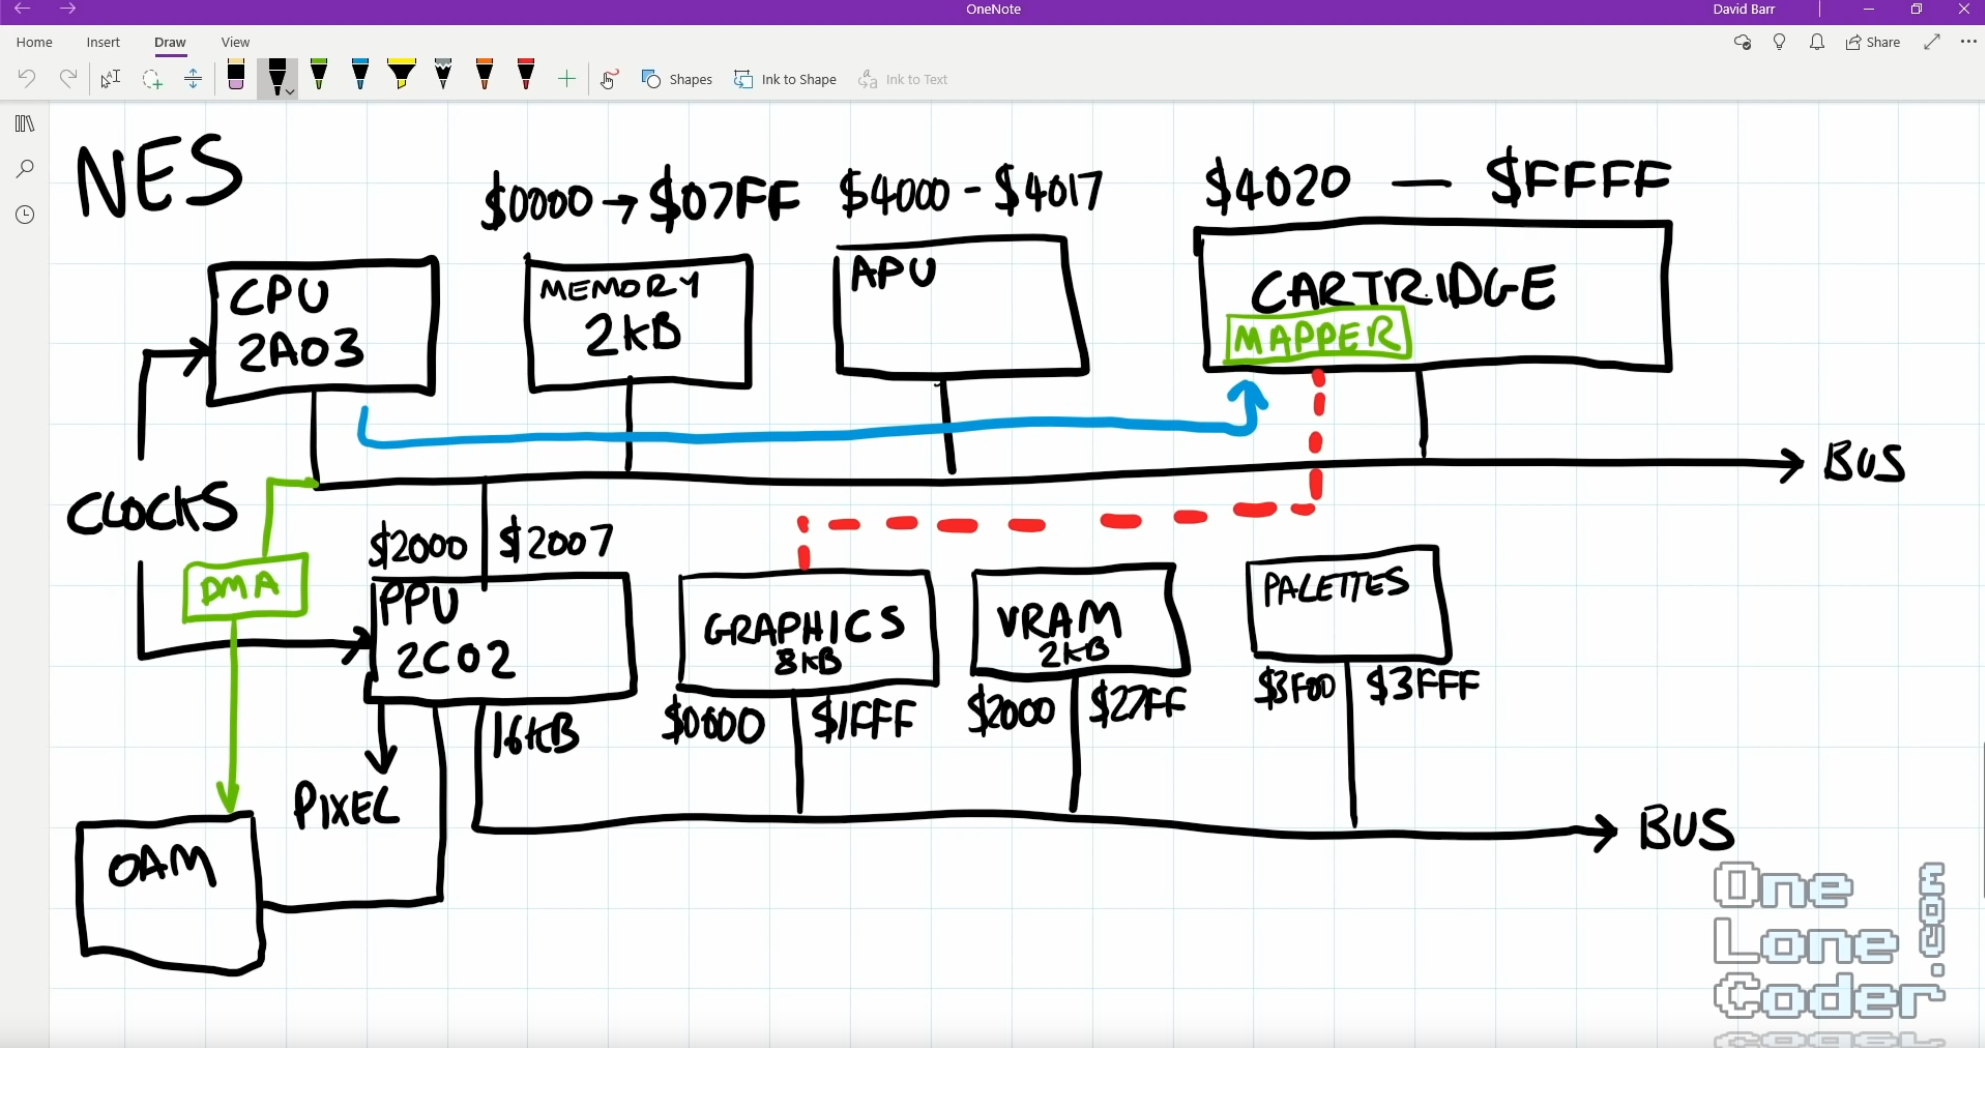 OneNote
David Barr
Home Insert Draw View
Share
Shapes
Ink to Shape
Ink to Text
NES
$0000 → $07FF
$4000 - $4017
$4020 — $FFFF
CPU
2A03
MEMORY
2KB
APU
CARTRIDGE
MAPPER
BUS
CLOCKS
$2000 $2007
DMA
PPU
2C02
GRAPHICS
8KB
VRAM
2KB
PALETTES
16KB
$0000 $1FFF
$2000 $27FF
$3F00 $3FFF
PIXEL
OAM
BUS
One
Lone
Coder
.com